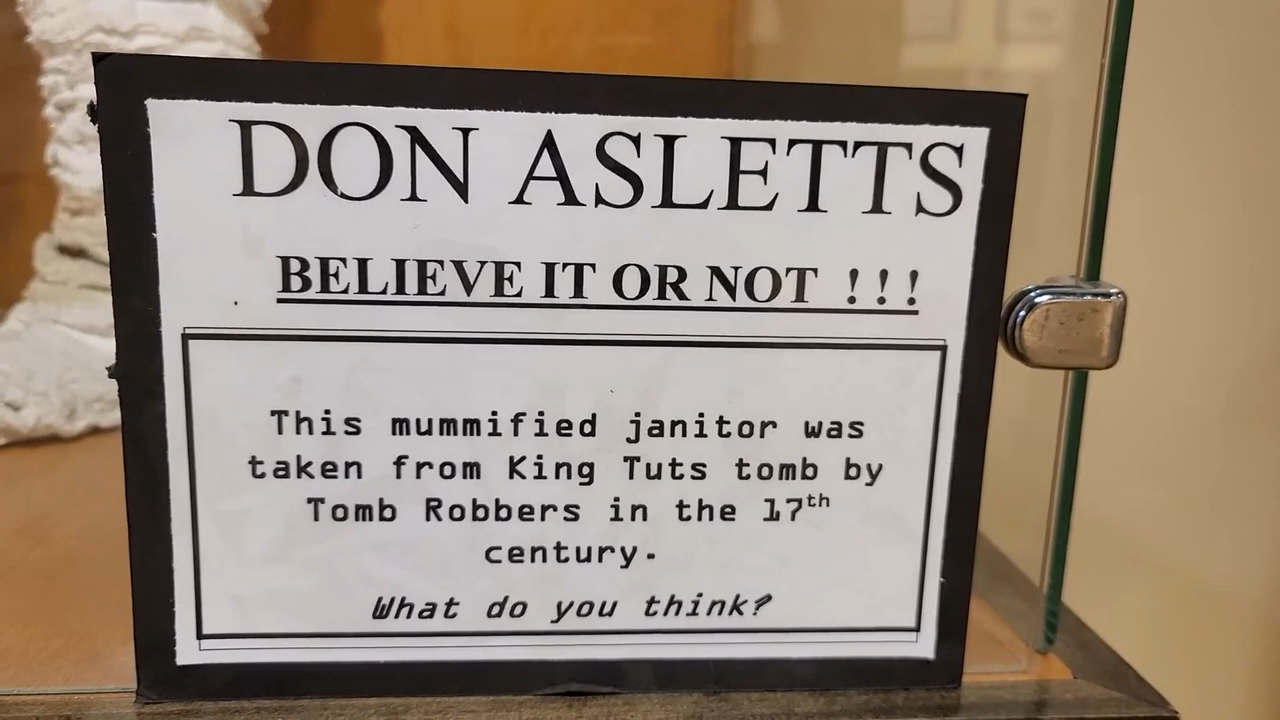 DON ASLETTS
BELIEVE IT OR NOT !!!
This mummified janitor was
taken from King Tuts tomb by
Tomb Robbers in the 17th
century.
What do you think?